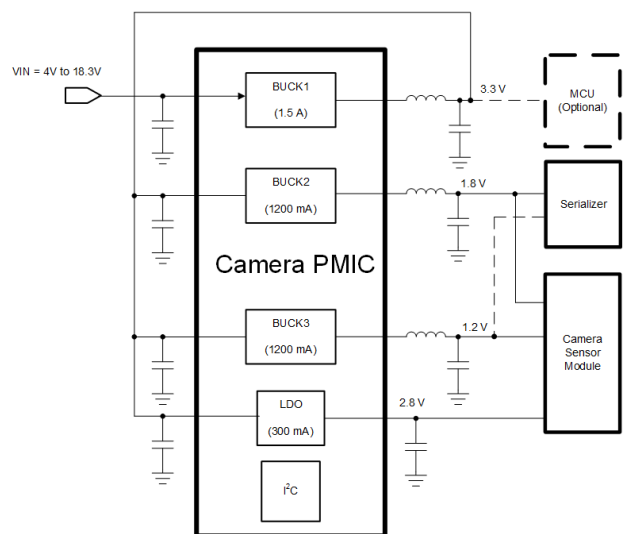 VIN = 4V to 18.3V
BUCK1
(1.5 A)
3.3 V
MCU
(Optional)
BUCK2
(1200 mA)
1.8 V
Serializer
Camera PMIC
BUCK3
(1200 mA)
1.2 V
Camera
Sensor
Module
LDO
(300 mA)
2.8 V
I²C